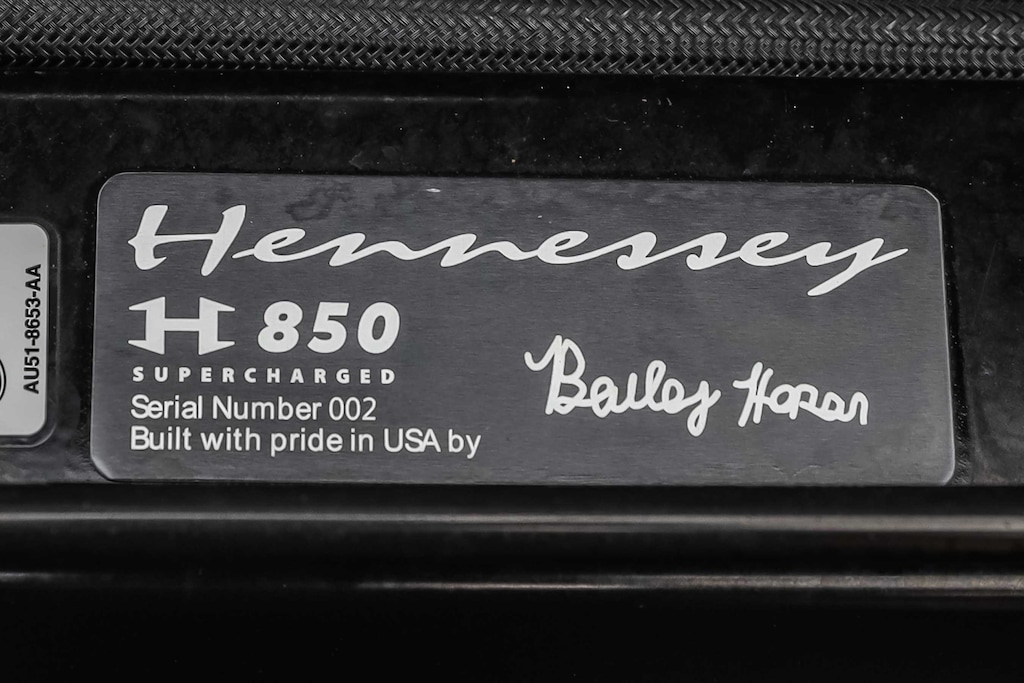 Hennessey
H 850
SUPERCHARGED
Serial Number 002
Built with pride in USA by
Bailey Horan
AU51-8653-AA